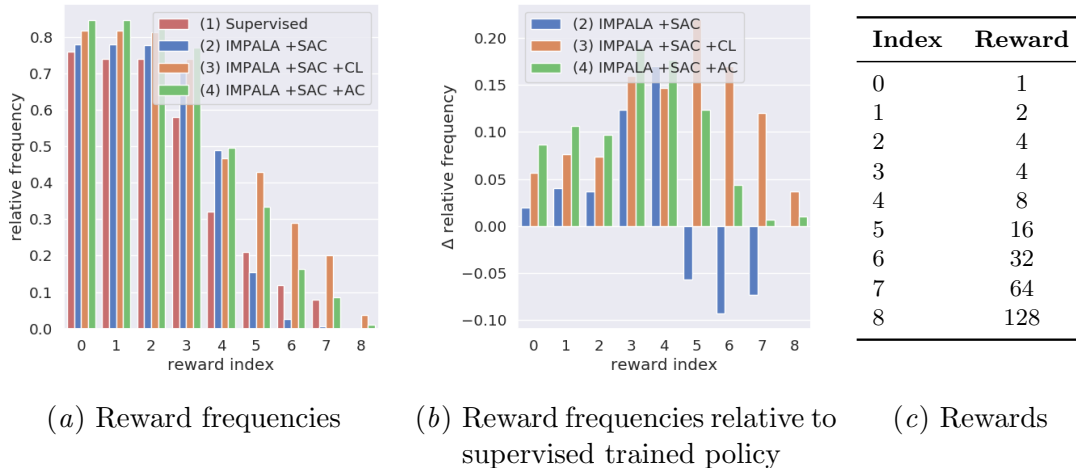 (1) Supervised
(2) IMPALA +SAC
(3) IMPALA +SAC +CL
(4) IMPALA +SAC +AC
relative frequency
0.8
0.7
0.6
0.5
0.4
0.3
0.2
0.1
0.0
0 1 2 3 4 5 6 7 8
reward index
(2) IMPALA +SAC
(3) IMPALA +SAC +CL
(4) IMPALA +SAC +AC
Δ relative frequency
0.20
0.15
0.10
0.05
0.00
−0.05
−0.10
0 1 2 3 4 5 6 7 8
reward index
Index Reward
0 1
1 2
2 4
3 4
4 8
5 16
6 32
7 64
8 128
(a) Reward frequencies
(b) Reward frequencies relative to
supervised trained policy
(c) Rewards